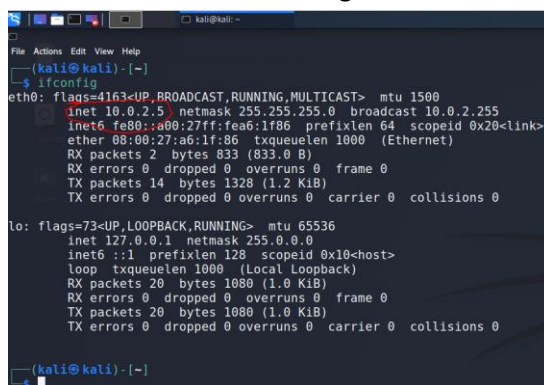 kali@kali: ~
File Actions Edit View Help
(kali㉿kali)-[~]
$ ifconfig
eth0: flags=4163<UP,BROADCAST,RUNNING,MULTICAST> mtu 1500
inet 10.0.2.5 netmask 255.255.255.0 broadcast 10.0.2.255
inet6 fe80::a00:27ff:fea6:1f86 prefixlen 64 scopeid 0x20<link>
ether 08:00:27:a6:1f:86 txqueuelen 1000 (Ethernet)
RX packets 2 bytes 833 (833.0 B)
RX errors 0 dropped 0 overruns 0 frame 0
TX packets 14 bytes 1328 (1.2 KiB)
TX errors 0 dropped 0 overruns 0 carrier 0 collisions 0
lo: flags=73<UP,LOOPBACK,RUNNING> mtu 65536
inet 127.0.0.1 netmask 255.0.0.0
inet6 ::1 prefixlen 128 scopeid 0x10<host>
loop txqueuelen 1000 (Local Loopback)
RX packets 20 bytes 1080 (1.0 KiB)
RX errors 0 dropped 0 overruns 0 frame 0
TX packets 20 bytes 1080 (1.0 KiB)
TX errors 0 dropped 0 overruns 0 carrier 0 collisions 0
(kali㉿kali)-[~]
$